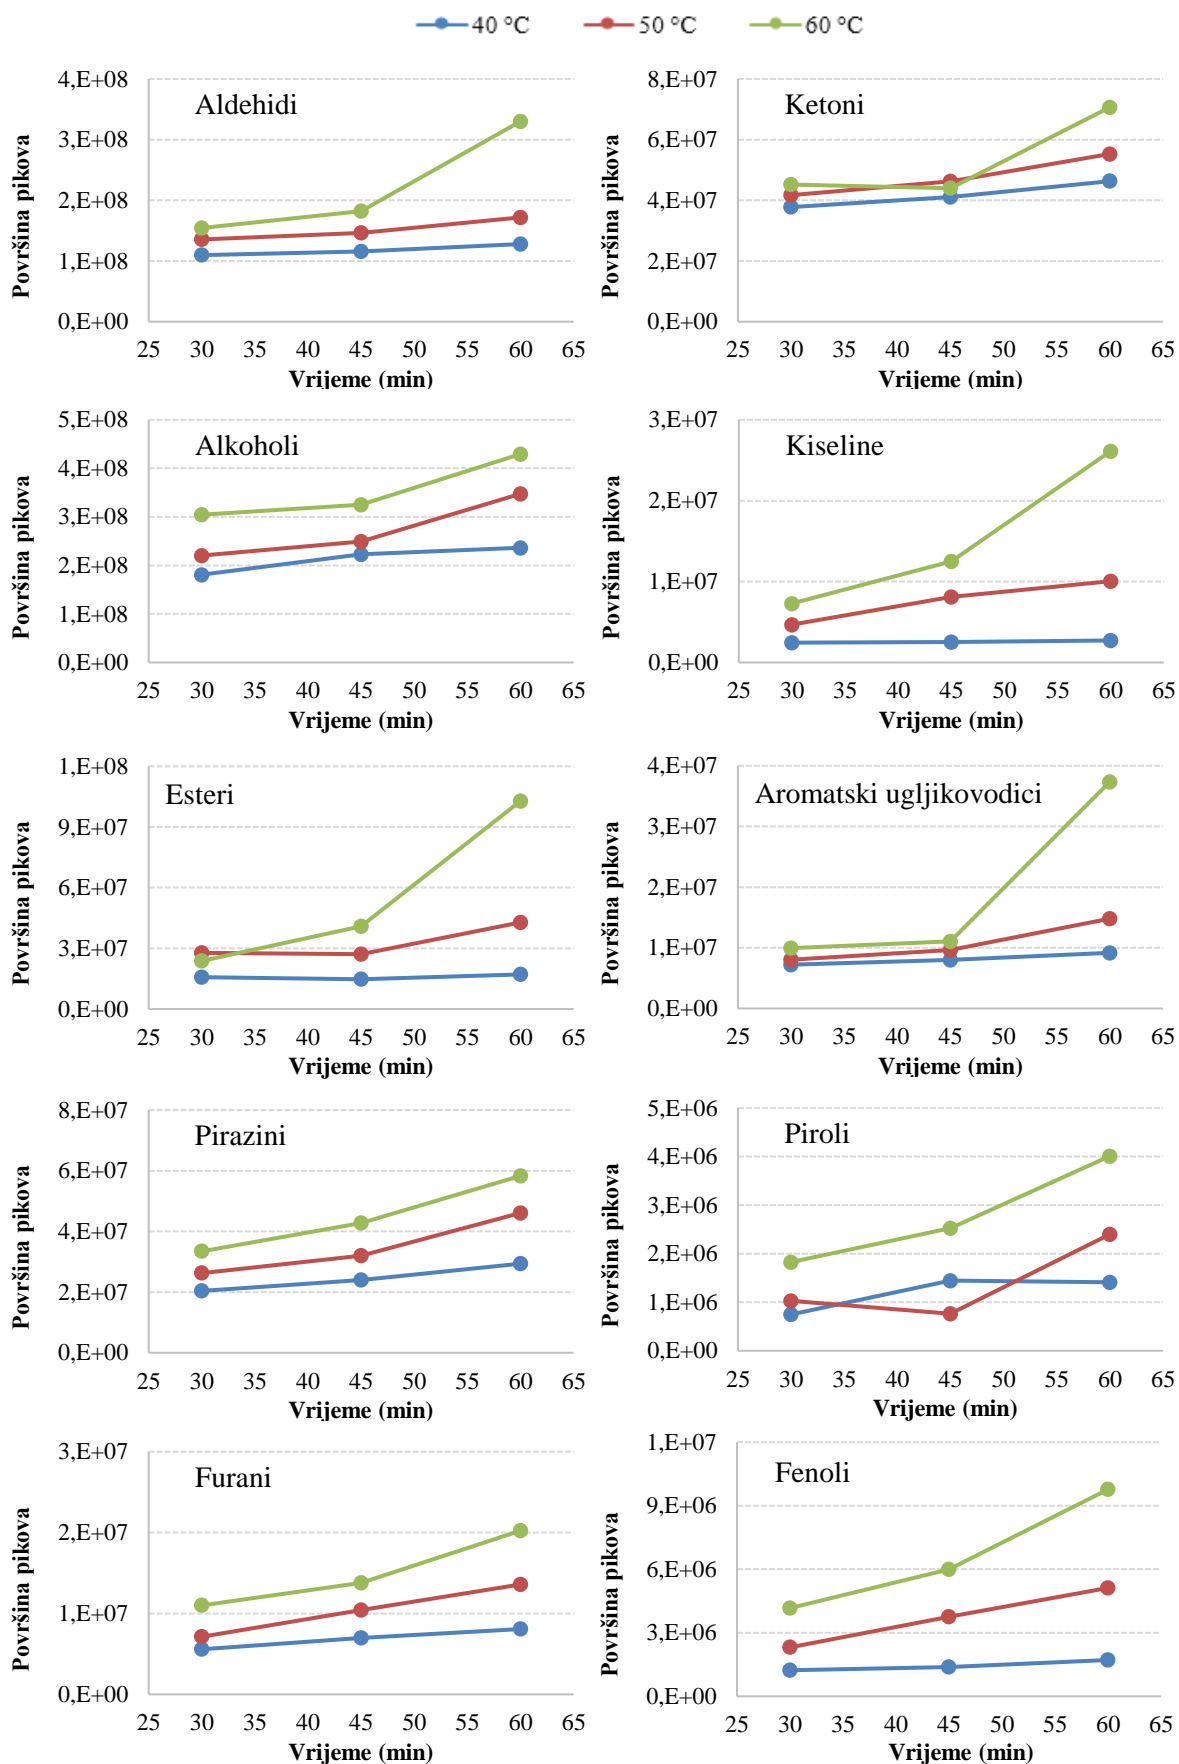 40 °C 50 °C 60 °C
Aldehidi
4,E+08
3,E+08
2,E+08
1,E+08
0,E+00
Površina pikova
25 30 35 40 45 50 55 60 65
Vrijeme (min)
Ketoni
8,E+07
6,E+07
4,E+07
2,E+07
0,E+00
Površina pikova
25 30 35 40 45 50 55 60 65
Vrijeme (min)
Alkoholi
5,E+08
4,E+08
3,E+08
2,E+08
1,E+08
0,E+00
Površina pikova
25 30 35 40 45 50 55 60 65
Vrijeme (min)
Kiseline
3,E+07
2,E+07
1,E+07
0,E+00
Površina pikova
25 30 35 40 45 50 55 60 65
Vrijeme (min)
Esteri
1,E+08
9,E+07
6,E+07
3,E+07
0,E+00
Površina pikova
25 30 35 40 45 50 55 60 65
Vrijeme (min)
Aromatski ugljikovodici
4,E+07
3,E+07
2,E+07
1,E+07
0,E+00
Površina pikova
25 30 35 40 45 50 55 60 65
Vrijeme (min)
Pirazini
8,E+07
6,E+07
4,E+07
2,E+07
0,E+00
Površina pikova
25 30 35 40 45 50 55 60 65
Vrijeme (min)
Piroli
5,E+06
4,E+06
3,E+06
2,E+06
1,E+06
0,E+00
Površina pikova
25 30 35 40 45 50 55 60 65
Vrijeme (min)
Furani
3,E+07
2,E+07
1,E+07
0,E+00
Površina pikova
25 30 35 40 45 50 55 60 65
Vrijeme (min)
Fenoli
1,E+07
9,E+06
6,E+06
3,E+06
0,E+00
Površina pikova
25 30 35 40 45 50 55 60 65
Vrijeme (min)